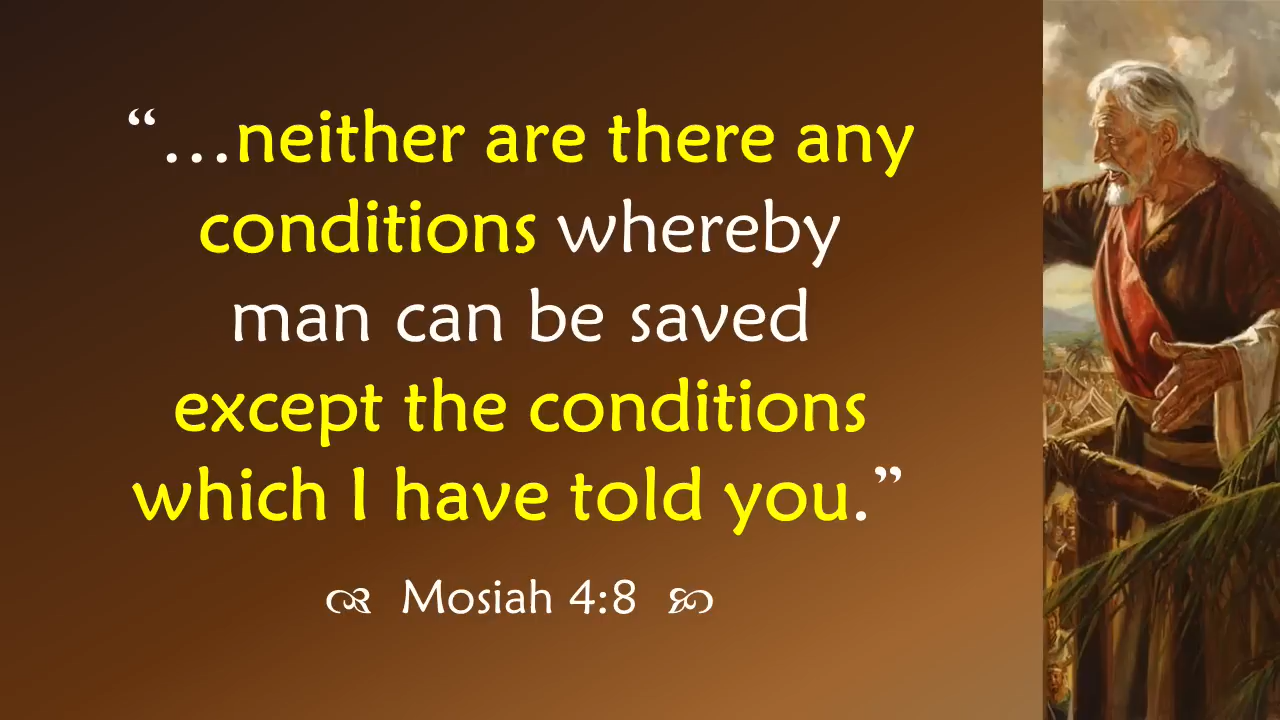 “…neither are there any
conditions whereby
man can be saved
except the conditions
which I have told you.”
Mosiah 4:8